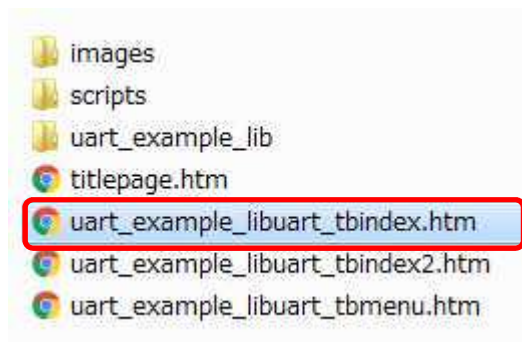 images
scripts
uart_example_lib
titlepage.htm
uart_example_libuart_tbindex.htm
uart_example_libuart_tbindex2.htm
uart_example_libuart_tbmenu.htm